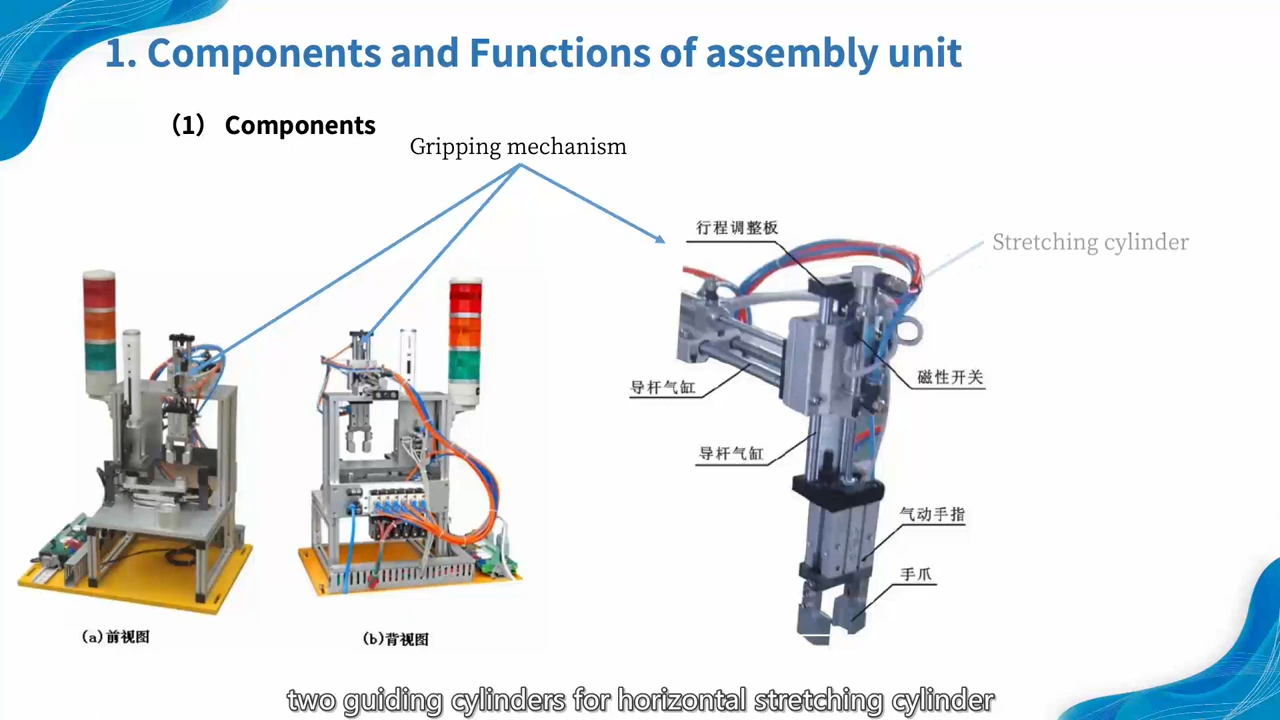 1. Components and Functions of assembly unit
（1） Components
Gripping mechanism
行程调整板
Stretching cylinder
导杆气缸
磁性开关
导杆气缸
气动手指
手爪
(a)前视图
(b)背视图
two guiding cylinders for horizontal stretching cylinder